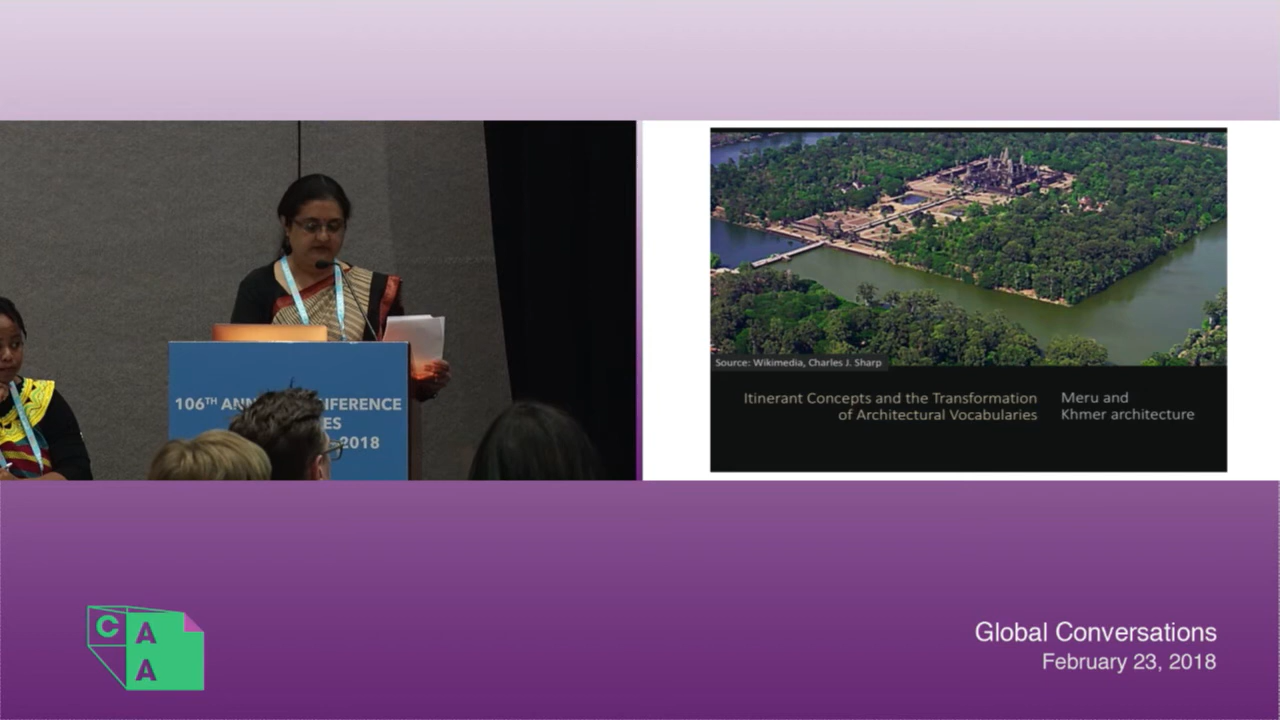 106TH ANN
NFERENCE
ES
2018
Source: Wikimedia, Charles J. Sharp
Itinerant Concepts and the Transformation
of Architectural Vocabularies
Meru and
Khmer architecture
C A
A
Global Conversations
February 23, 2018